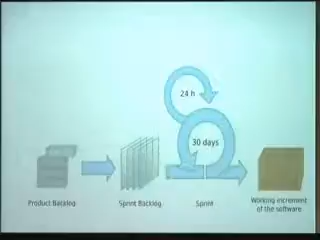 24 h
30 days
Product Backlog
Sprint Backlog
Sprint
Working increment
of the software